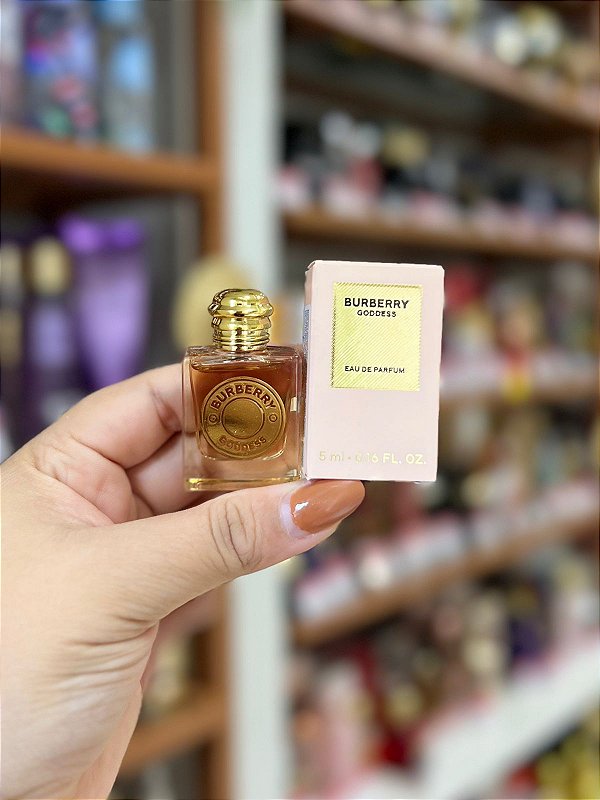 BURBERRY
GODDESS
BURBERRY
GODDESS
EAU DE PARFUM
5 ml • 0.16 FL. OZ.